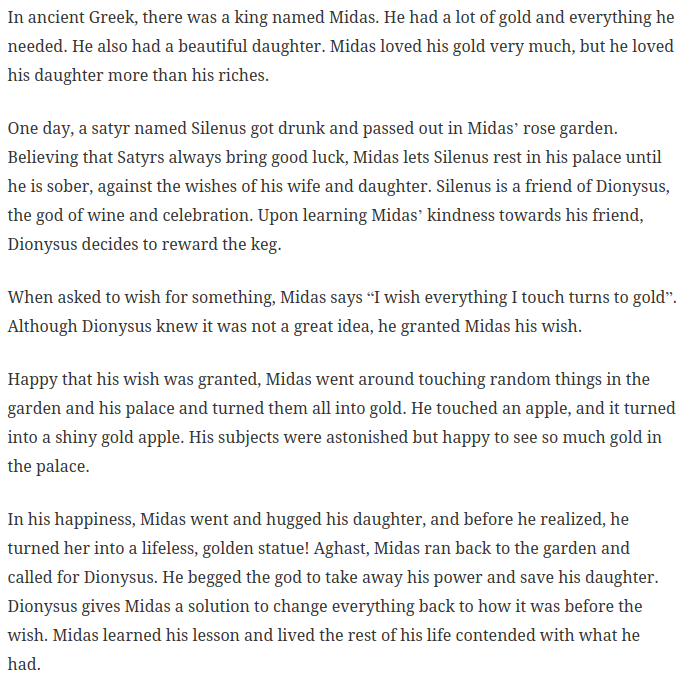 In ancient Greek, there was a king named Midas. He had a lot of gold and everything he
needed. He also had a beautiful daughter. Midas loved his gold very much, but he loved
his daughter more than his riches.
One day, a satyr named Silenus got drunk and passed out in Midas’ rose garden.
Believing that Satyrs always bring good luck, Midas lets Silenus rest in his palace until
he is sober, against the wishes of his wife and daughter. Silenus is a friend of Dionysus,
the god of wine and celebration. Upon learning Midas’ kindness towards his friend,
Dionysus decides to reward the keg.
When asked to wish for something, Midas says “I wish everything I touch turns to gold”.
Although Dionysus knew it was not a great idea, he granted Midas his wish.
Happy that his wish was granted, Midas went around touching random things in the
garden and his palace and turned them all into gold. He touched an apple, and it turned
into a shiny gold apple. His subjects were astonished but happy to see so much gold in
the palace.
In his happiness, Midas went and hugged his daughter, and before he realized, he
turned her into a lifeless, golden statue! Aghast, Midas ran back to the garden and
called for Dionysus. He begged the god to take away his power and save his daughter.
Dionysus gives Midas a solution to change everything back to how it was before the
wish. Midas learned his lesson and lived the rest of his life contended with what he
had.